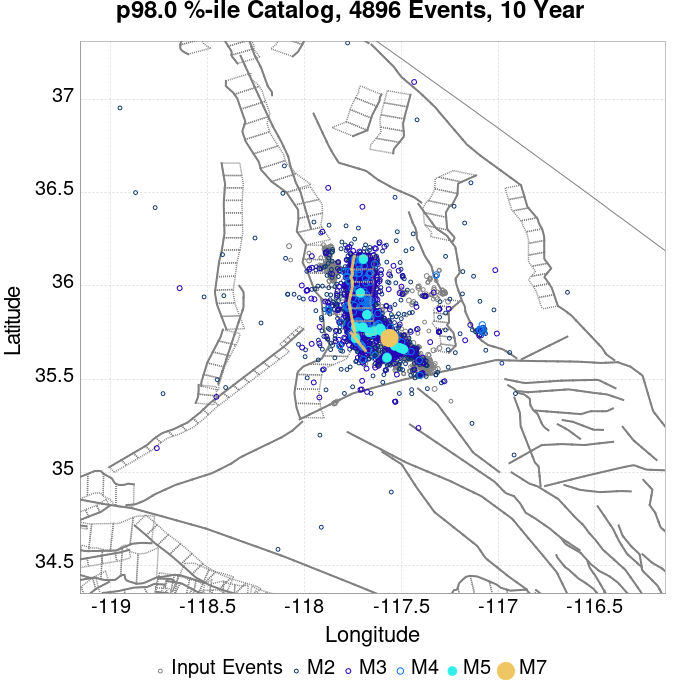 p98.0 %-ile Catalog, 4896 Events, 10 Year
37
36.5
36
35.5
35
34.5
Latitude
-119 -118.5 -118 -117.5 -117 -116.5
Longitude
Input Events M2 M3 M4 M5 M7